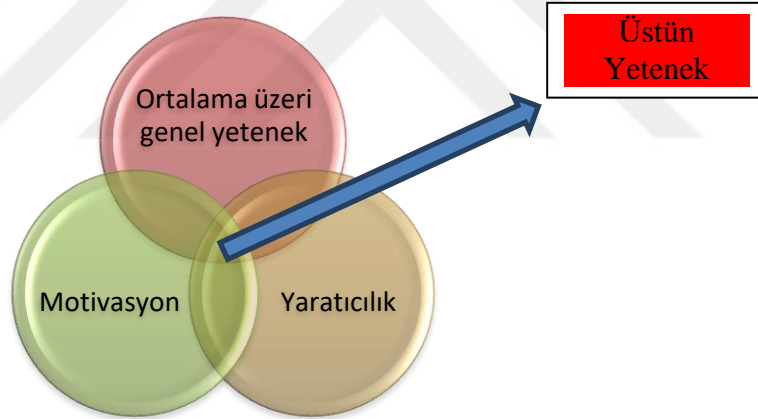 Üstün
Yetenek
Ortalama üzeri
genel yetenek
Motivasyon
Yaratıcılık